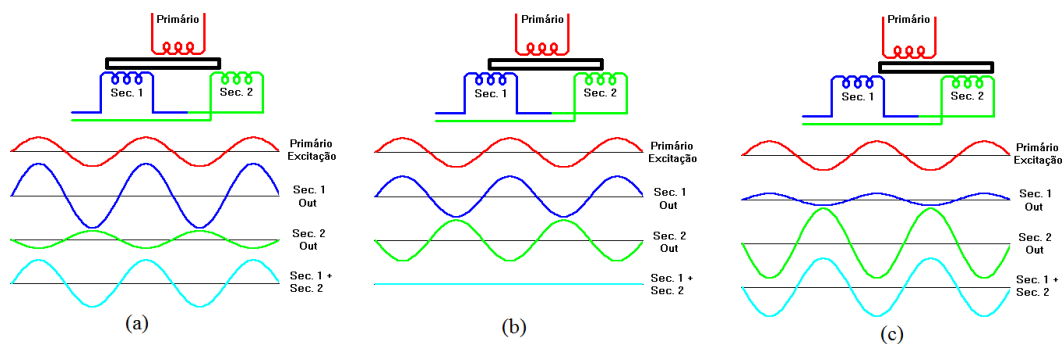 Primário
Sec. 1
Sec. 2
Primário
Excitação
Sec. 1
Out
Sec. 2
Out
Sec. 1 +
Sec. 2
(a)
Primário
Sec. 1
Sec. 2
Primário
Excitação
Sec. 1
Out
Sec. 2
Out
Sec. 1 +
Sec. 2
(b)
Primário
Sec. 1
Sec. 2
Primário
Excitação
Sec. 1
Out
Sec. 2
Out
Sec. 1 +
Sec. 2
(c)